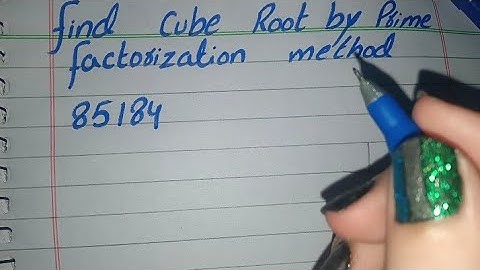 find Cube Root by Prime
factorization method
85184